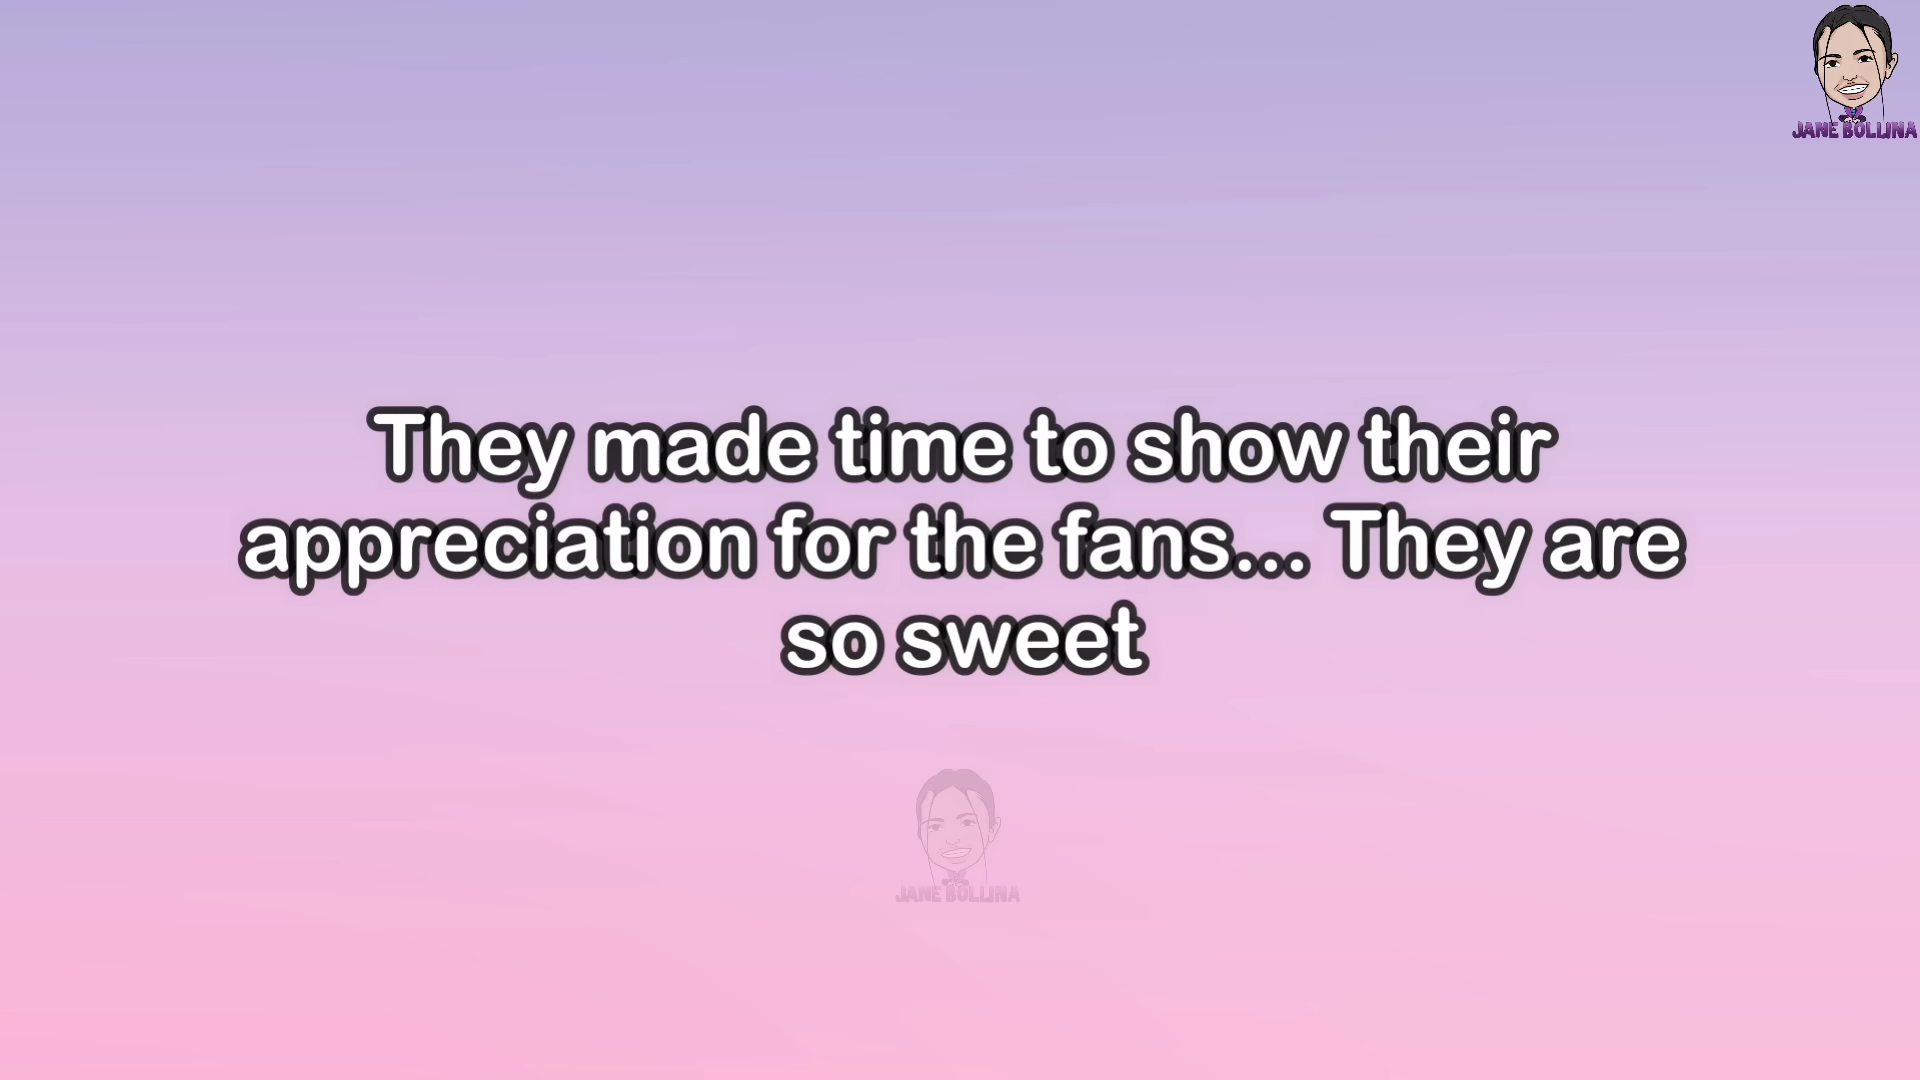 JANE BOLLINA
They made time to show their
appreciation for the fans... They are
so sweet
JANE BOLLINA